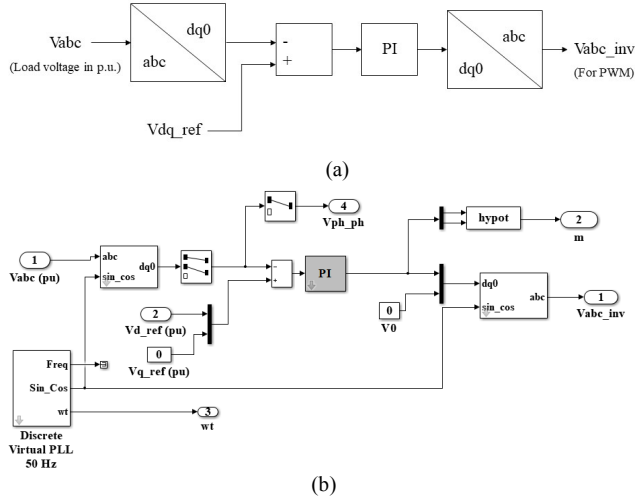 Vabc
(Load voltage in p.u.)
dq0
abc
-
+
PI
abc
dq0
Vabc_inv
(For PWM)
Vdq_ref
(a)
4
Vph_ph
hypot
2
m
1
Vabc (pu)
abc
sin_cos
dq0
-
+
PI
2
Vd_ref (pu)
0
Vq_ref (pu)
0
V0
dq0
sin_cos
abc
1
Vabc_inv
Freq
Sin_Cos
wt
3
wt
Discrete
Virtual PLL
50 Hz
(b)